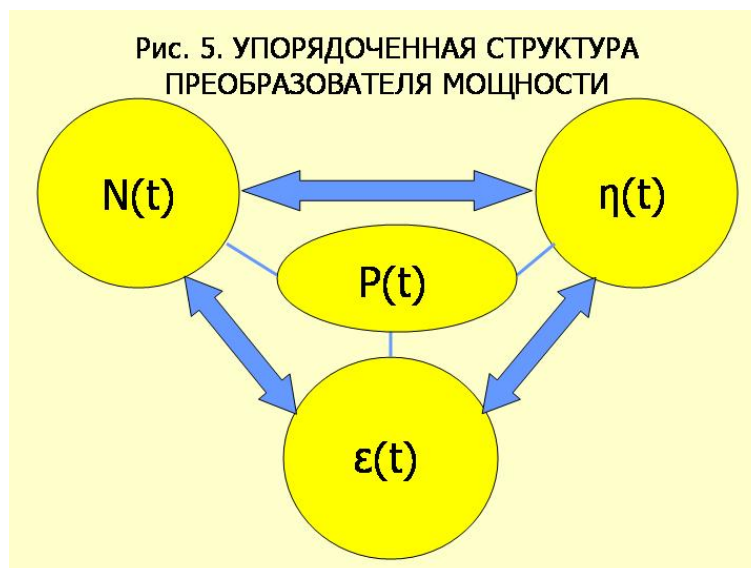 Рис. 5. УПОРЯДОЧЕННАЯ СТРУКТУРА
ПРЕОБРАЗОВАТЕЛЯ МОЩНОСТИ
N(t)
η(t)
P(t)
ε(t)